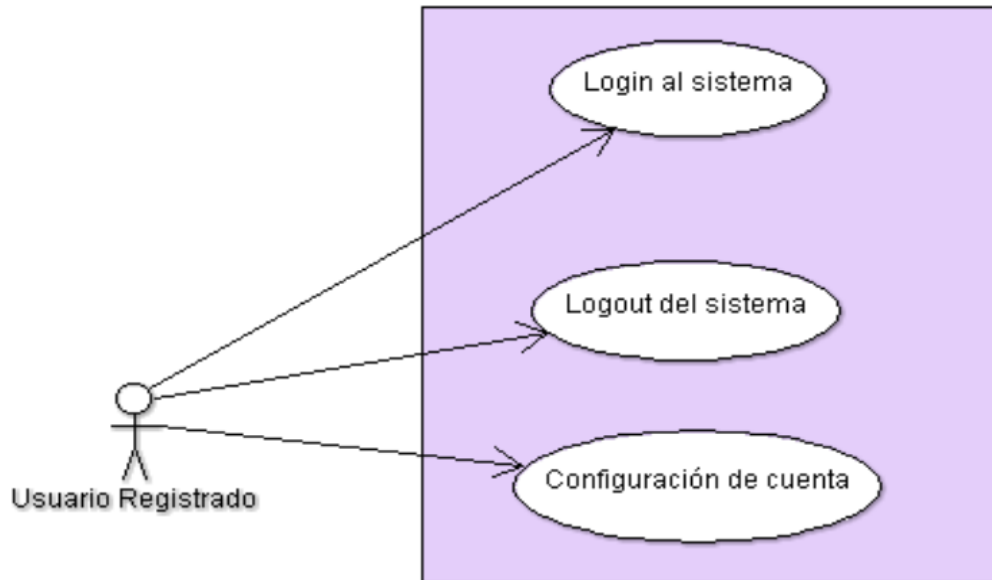 Login al sistema
Logout del sistema
Configuración de cuenta
Usuario Registrado